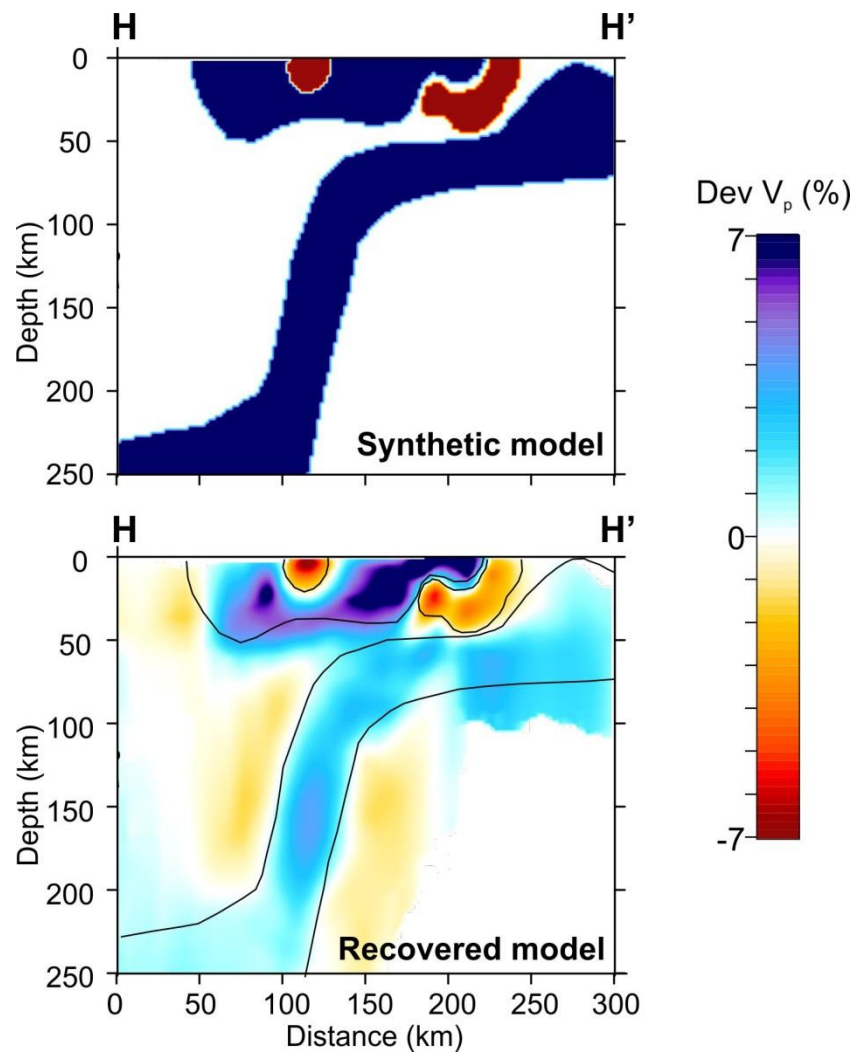 H H’
0
50
100
150
200
250
Depth (km)
Synthetic model
Dev Vp (%)
7
0
-7
H H’
0
50
100
150
200
250
Depth (km)
Recovered model
0 50 100 150 200 250 300
Distance (km)